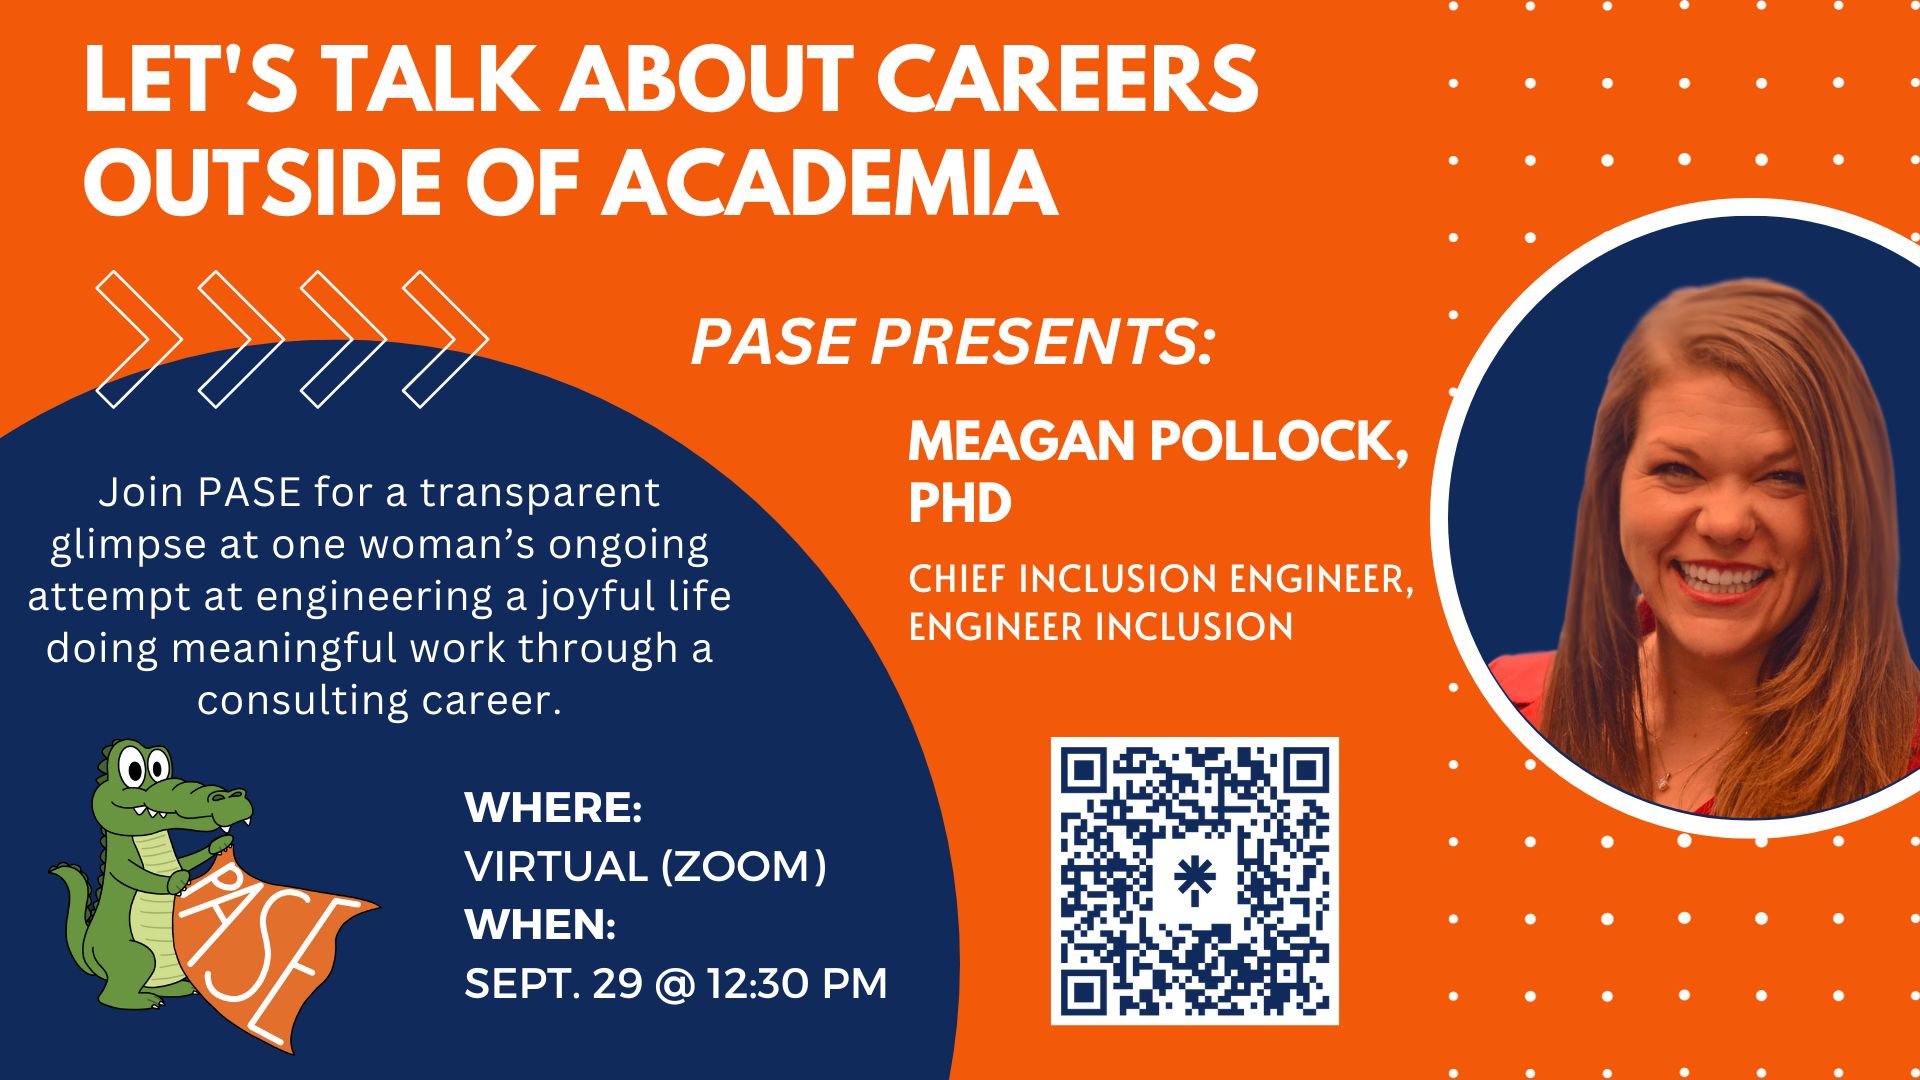 LET'S TALK ABOUT CAREERS
OUTSIDE OF ACADEMIA
PASE PRESENTS:
MEAGAN POLLOCK,
PHD
CHIEF INCLUSION ENGINEER,
ENGINEER INCLUSION
Join PASE for a transparent
glimpse at one woman’s ongoing
attempt at engineering a joyful life
doing meaningful work through a
consulting career.
PASE
WHERE:
VIRTUAL (ZOOM)
WHEN:
SEPT. 29 @ 12:30 PM